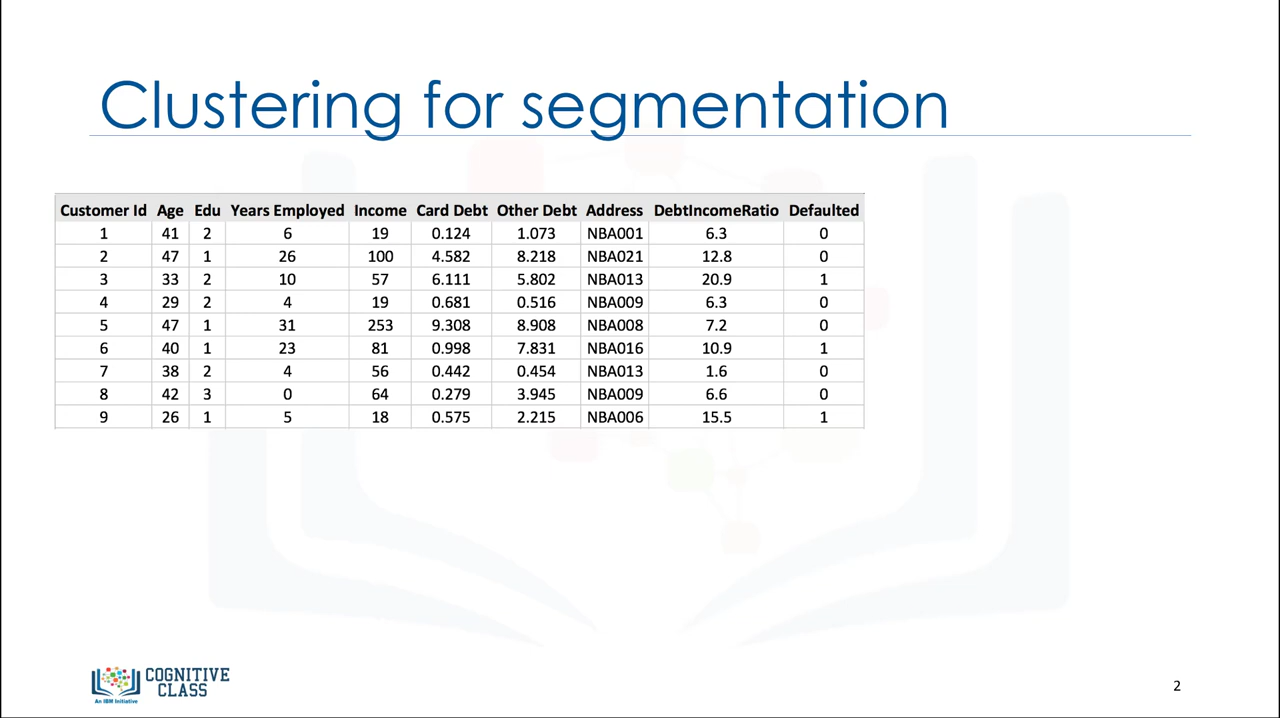 Clustering for segmentation
Customer Id Age Edu Years Employed Income Card Debt Other Debt Address DebtIncomeRatio Defaulted
1 41 2 6 19 0.124 1.073 NBA001 6.3 0
2 47 1 26 100 4.582 8.218 NBA021 12.8 0
3 33 2 10 57 6.111 5.802 NBA013 20.9 1
4 29 2 4 19 0.681 0.516 NBA009 6.3 0
5 47 1 31 253 9.308 8.908 NBA008 7.2 0
6 40 1 23 81 0.998 7.831 NBA016 10.9 1
7 38 2 4 56 0.442 0.454 NBA013 1.6 0
8 42 3 0 64 0.279 3.945 NBA009 6.6 0
9 26 1 5 18 0.575 2.215 NBA006 15.5 1
COGNITIVE
CLASS
An IBM Initiative
2